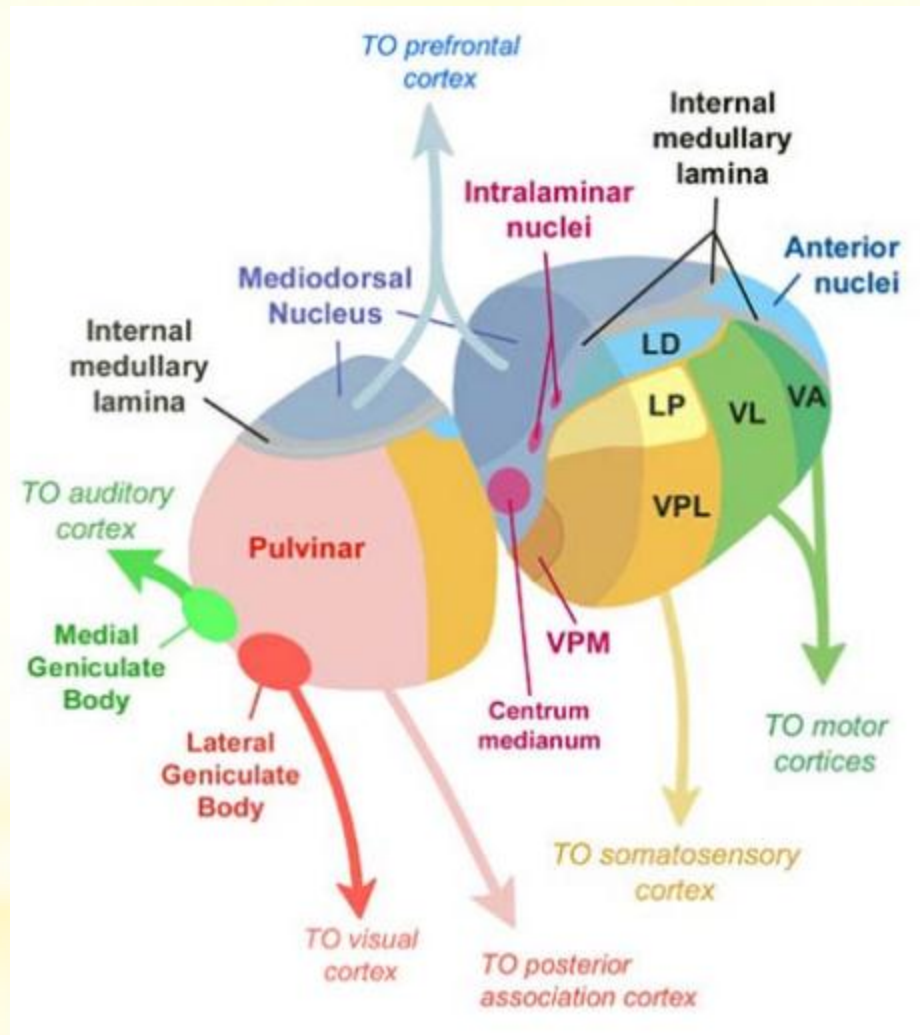 TO prefrontal
cortex
Internal
medullary
lamina
Intralaminar
nuclei
Anterior
nuclei
Mediodorsal
Nucleus
Internal
medullary
lamina
LD
LP
VL
VA
TO auditory
cortex
VPL
Pulvinar
Medial
Geniculate
Body
VPM
Centrum
medianum
Lateral
Geniculate
Body
TO motor
cortices
TO somatosensory
cortex
TO visual
cortex
TO posterior
association cortex